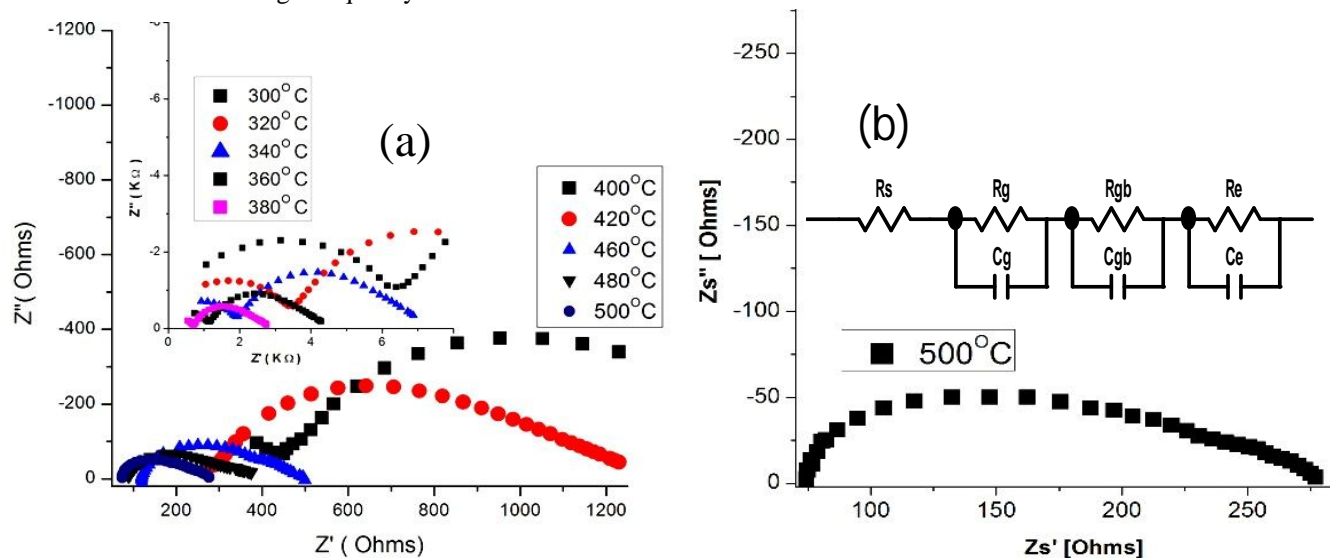 -1200
-1000
-800
-600
-400
-200
0
Z''( Ohms)
200 400 600 800 1000 1200
Z' ( Ohms)
(a)
-6
-4
-2
0
Z'' ( K Ω )
0 2 4 6
Z' ( K Ω )
300°C
320°C
340°C
360°C
380°C
400°C
420°C
460°C
480°C
500°C
(b)
-250
-200
-150
-100
-50
0
Zs'' [ Ohms]
100 150 200 250
Zs' [Ohms]
Rs Rg Rgb Re
Cg Cgb Ce
500°C